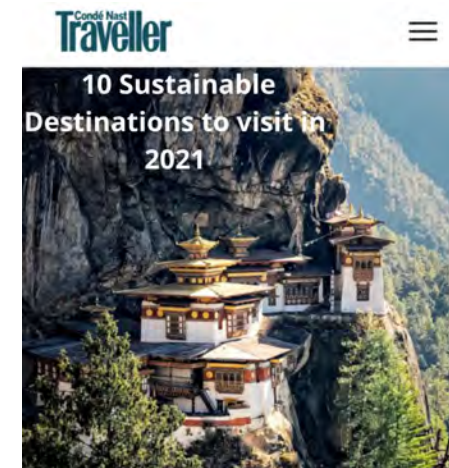 Condé Nast
Traveller
10 Sustainable
Destinations to visit in
2021